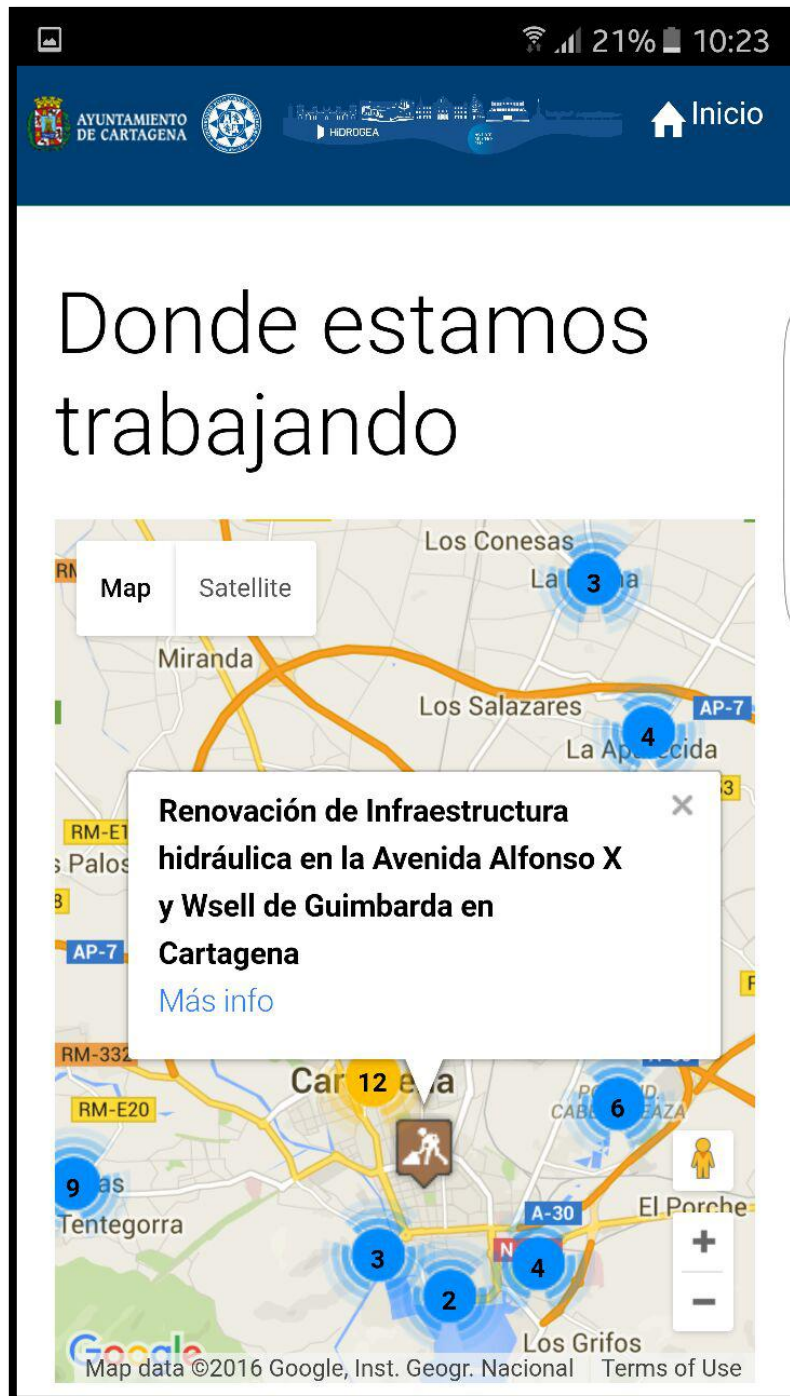 21% 10:23
AYUNTAMIENTO
DE CARTAGENA
HIDROGEA
Inicio
Donde estamos
trabajando
Los Conesas
3
Map
Satellite
Miranda
Los Salazares
AP-7
4
La
Renovación de Infraestructura
hidráulica en la Avenida Alfonso X
y Wsell de Guimbarda en
Cartagena
Más info
RM-E1
Palos
AP-7
RM-332
12
RM-E20
6
9
Tentegorra
A-30
El Porche
3
4
2
Los Grifos
Google
Map data ©2016 Google, Inst. Geogr. Nacional Terms of Use